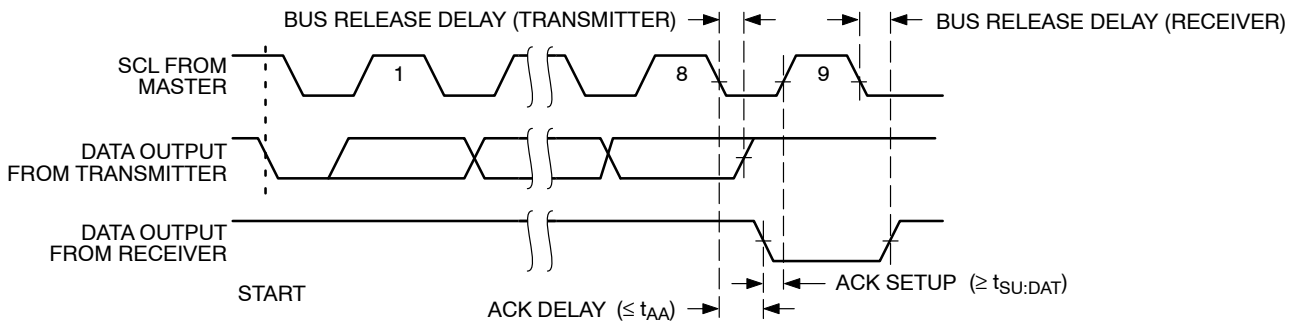 BUS RELEASE DELAY (TRANSMITTER)
BUS RELEASE DELAY (RECEIVER)
SCL FROM
MASTER
1
8
9
DATA OUTPUT
FROM TRANSMITTER
DATA OUTPUT
FROM RECEIVER
START
ACK SETUP (≥ tSU:DAT)
ACK DELAY (≤ tAA)